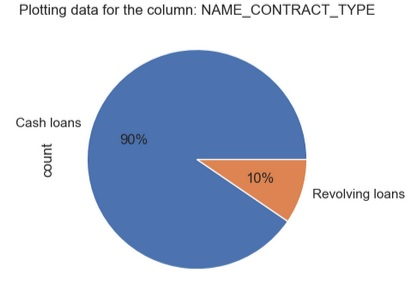 Plotting data for the column: NAME_CONTRACT_TYPE
Cash loans
90%
count
10%
Revolving loans